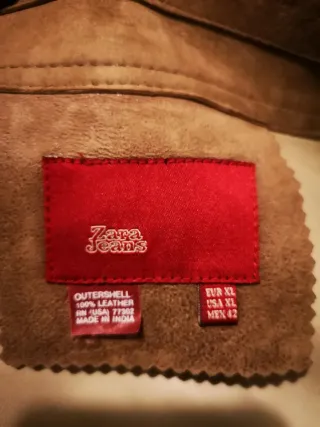 Zara
Jeans
OUTERSHELL
100% LEATHER
RN (USA) 77302
MADE IN INDIA
EUR XL
USA XL
MEX 42